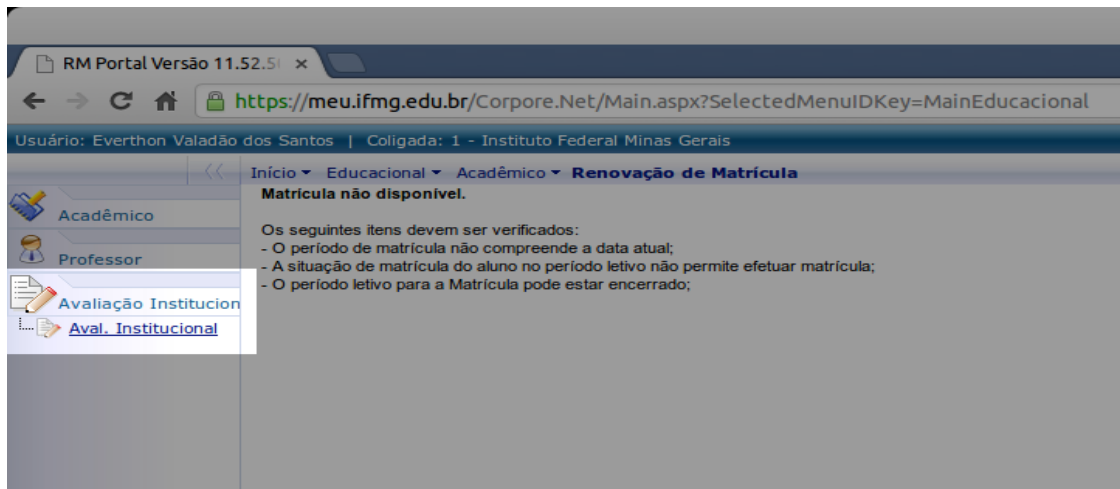 RM Portal Versão 11.52.5
https://meu.ifmg.edu.br/Corpore.Net/Main.aspx?SelectedMenuIDKey=MainEducacional
Usuário: Everthon Valadão dos Santos | Coligada: 1 - Instituto Federal Minas Gerais
Início Educacional Acadêmico Renovação de Matrícula
Matrícula não disponível.
Os seguintes itens devem ser verificados:
- O período de matrícula não compreende a data atual;
- A situação de matrícula do aluno no período letivo não permite efetuar matrícula;
- O período letivo para a Matrícula pode estar encerrado;
Acadêmico
Professor
Avaliação Institucion
Aval. Institucional